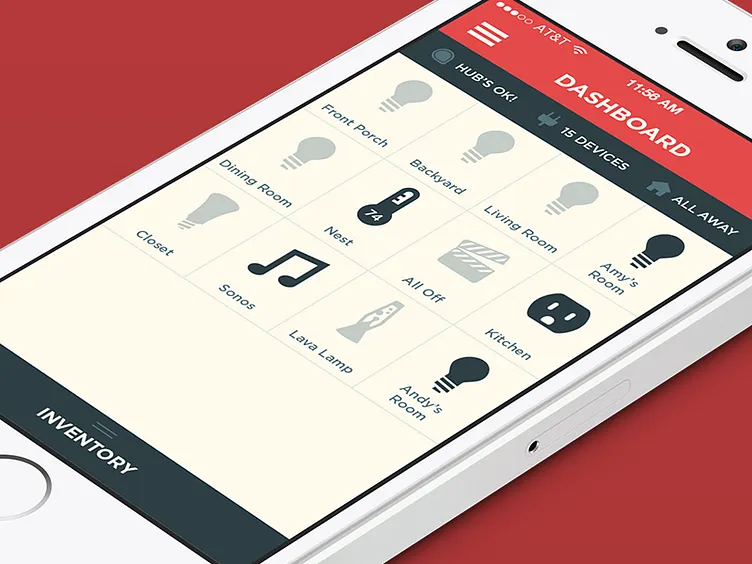 AT&T
11:56 AM
DASHBOARD
HUB'S OK!
15 DEVICES
ALL AWAY
Front Porch
Backyard
Living Room
Amy's
Room
Dining Room
Nest
74
All Off
Kitchen
Closet
Sonos
Lava Lamp
Andy's
Room
INVENTORY